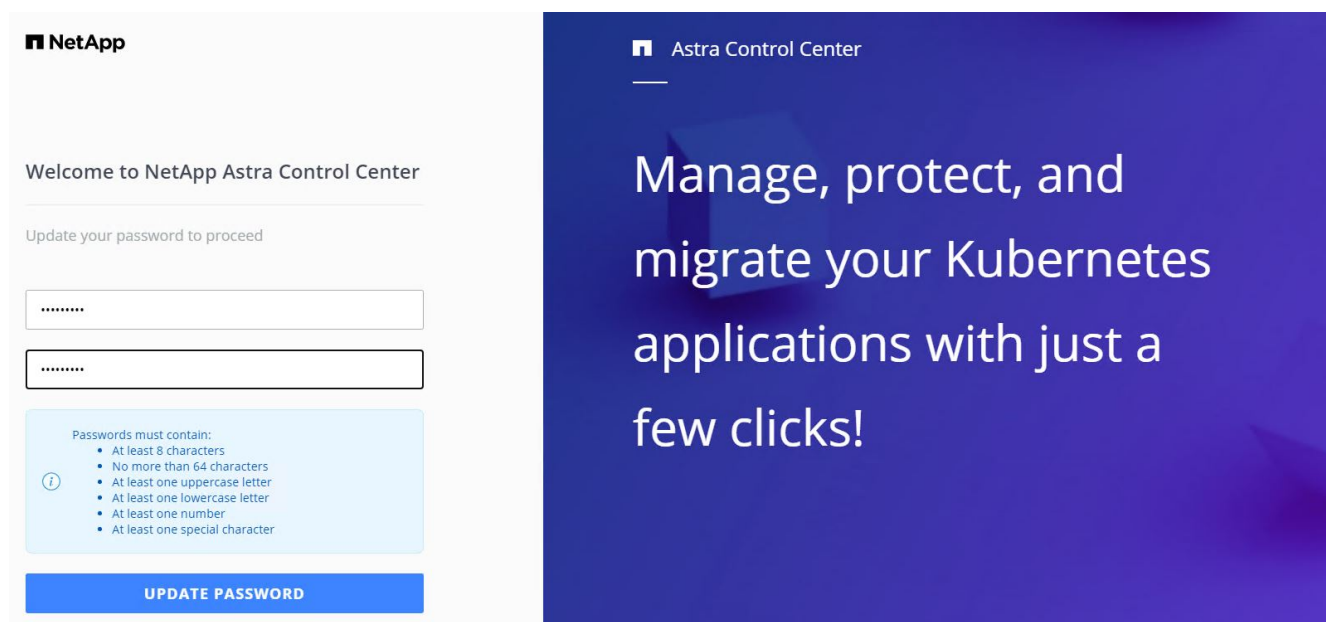 NetApp
Welcome to NetApp Astra Control Center
Update your password to proceed
•••••••••
•••••••••
Passwords must contain:
• At least 8 characters
• No more than 64 characters
• At least one uppercase letter
• At least one lowercase letter
• At least one number
• At least one special character
UPDATE PASSWORD
Astra Control Center
Manage, protect, and
migrate your Kubernetes
applications with just a
few clicks!